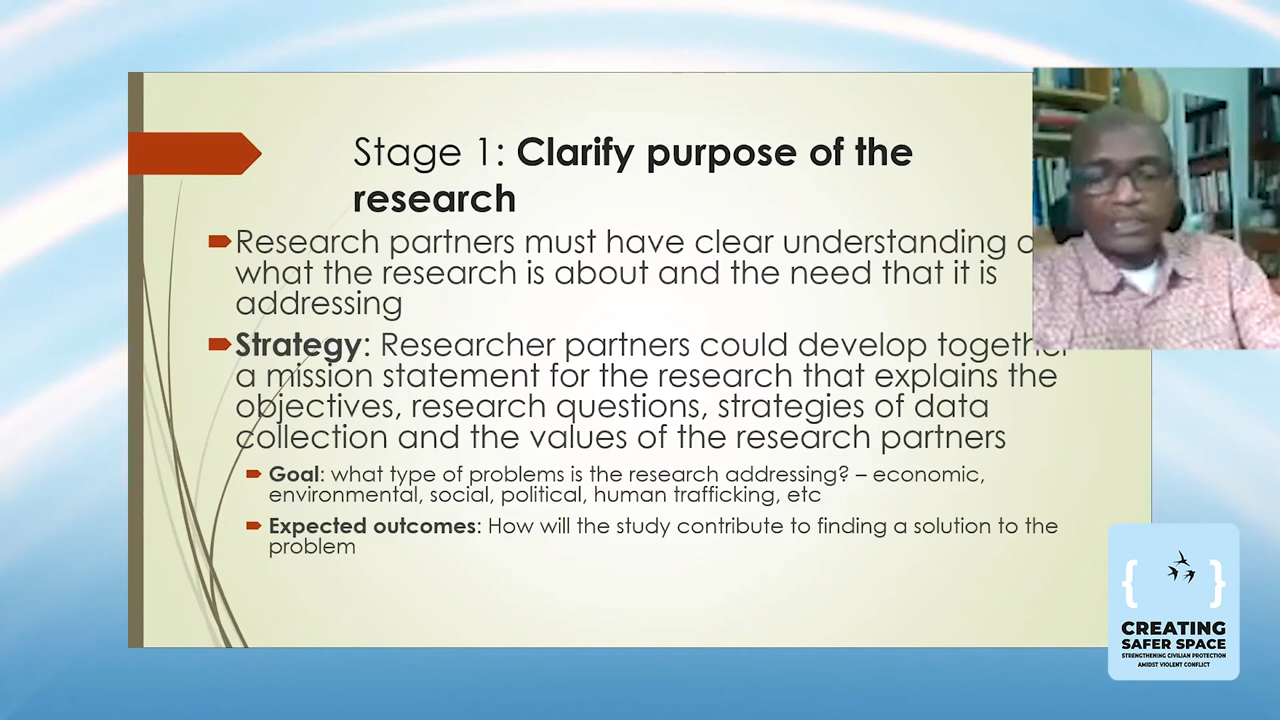 Stage 1: Clarify purpose of the
research
Research partners must have clear understanding
what the research is about and the need that it is
addressing
Strategy: Researcher partners could develop together
a mission statement for the research that explains the
objectives, research questions, strategies of data
collection and the values of the research partners
Goal: what type of problems is the research addressing? – economic,
environmental, social, political, human trafficking, etc
Expected outcomes: How will the study contribute to finding a solution to the
problem
CREATING
SAFER SPACE
STRENGTHENING CIVILIAN PROTECTION
AMIDST VIOLENT CONFLICT